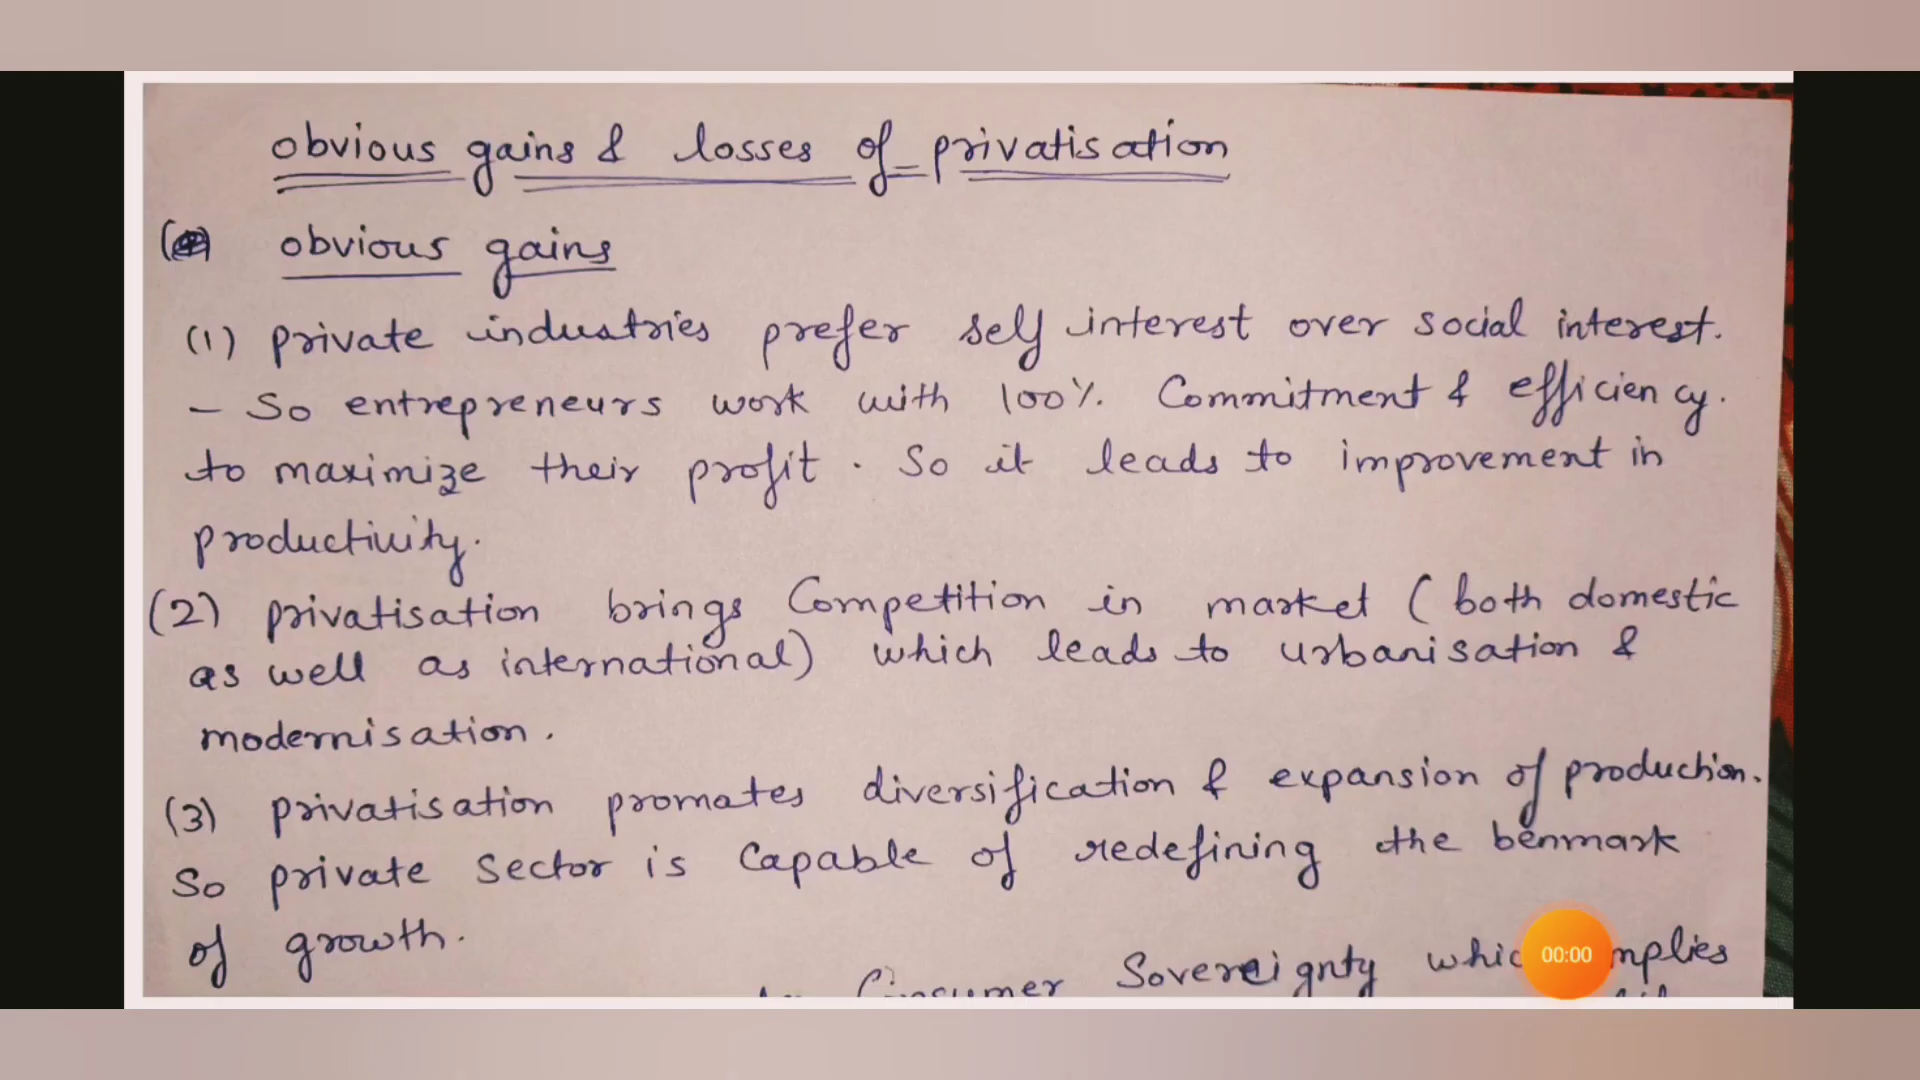 obvious gains & losses of privatisation
obvious gains
(1) private industries prefer self interest over social interest.
- So entrepreneurs work with 100% Commitment & efficiency.
to maximize their profit. So it leads to improvement in
productivity.
(2) privatisation brings Competition in market (both domestic
as well as international) which leads to urbanisation &
modernisation.
(3) privatisation promates diversification & expansion of production.
So private sector is capable of redefining the benmark
of growth.
Consumer Sovereignty
00:00